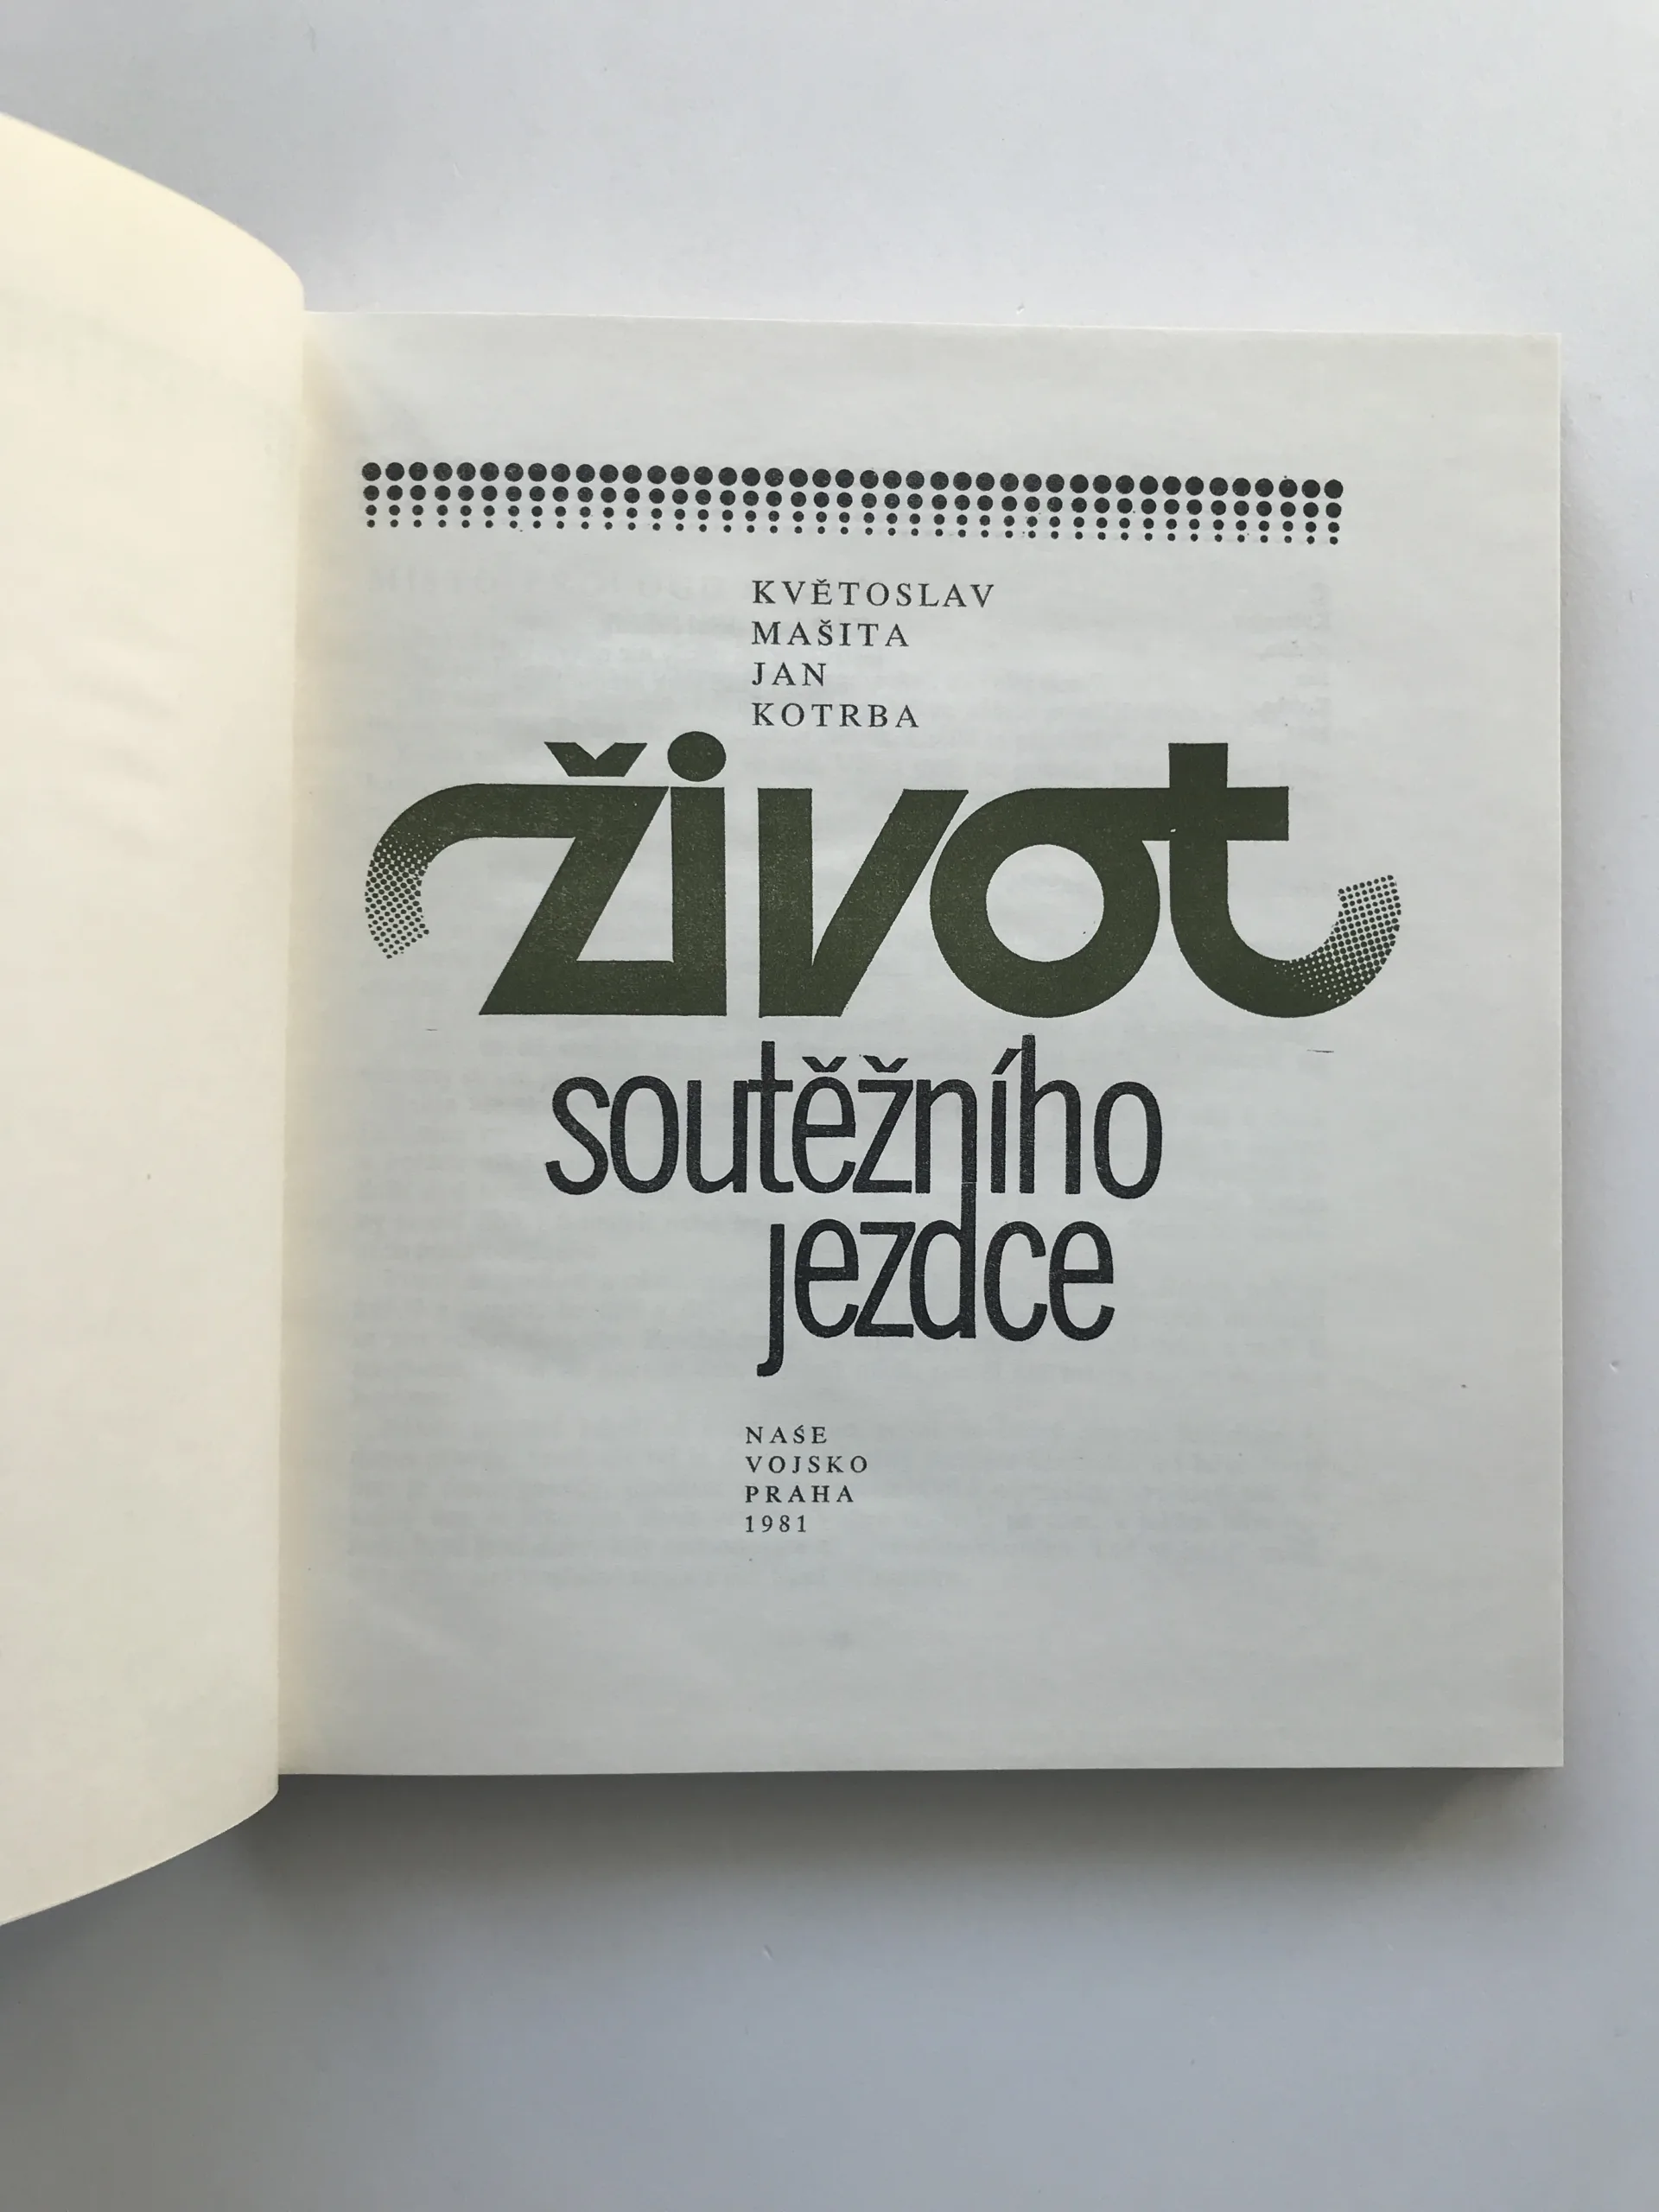 KVĚTOSLAV
MAŠITA
JAN
KOTRBA
život
soutěžního
jezdce
NAŠE
VOJSKO
PRAHA
1981